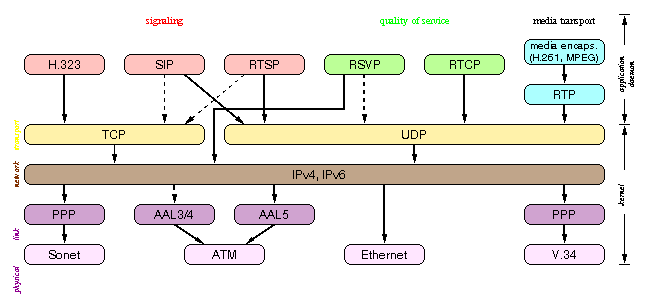 signaling
quality of service
media transport
H.323
SIP
RTSP
RSVP
RTCP
media encaps.
(H.261, MPEG)
RTP
application
daemon
transport
TCP
UDP
network
IPv4, IPv6
kernel
link
PPP
AAL3/4
AAL5
PPP
physical
Sonet
ATM
Ethernet
V.34